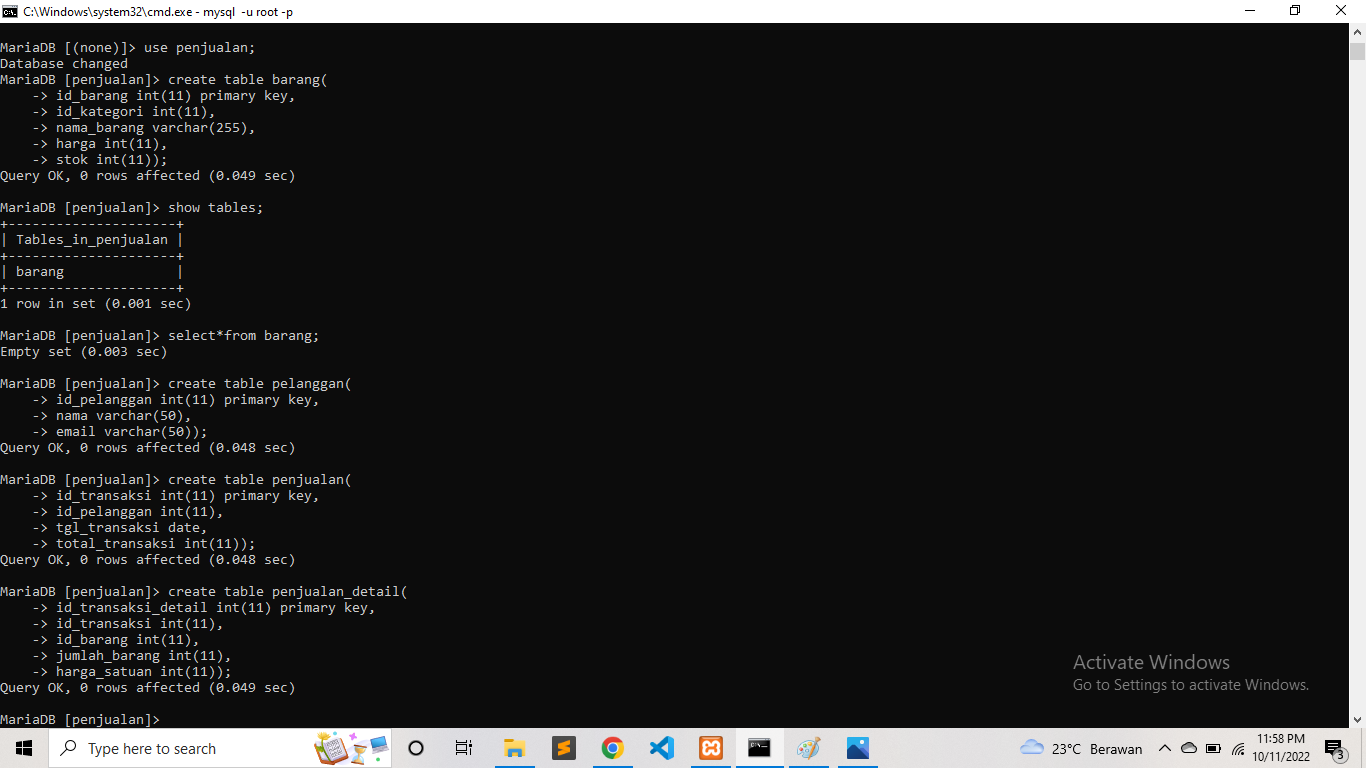 C:\Windows\system32\cmd.exe - mysql  -u root -p
MariaDB [(none)]> use penjualan;
Database changed
MariaDB [penjualan]> create table barang(
    -> id_barang int(11) primary key,
    -> id_kategori int(11),
    -> nama_barang varchar(255),
    -> harga int(11),
    -> stok int(11));
Query OK, 0 rows affected (0.049 sec)
MariaDB [penjualan]> show tables;
+---------------------+
| Tables_in_penjualan |
+---------------------+
| barang              |
+---------------------+
1 row in set (0.001 sec)
MariaDB [penjualan]> select*from barang;
Empty set (0.003 sec)
MariaDB [penjualan]> create table pelanggan(
    -> id_pelanggan int(11) primary key,
    -> nama varchar(50),
    -> email varchar(50));
Query OK, 0 rows affected (0.048 sec)
MariaDB [penjualan]> create table penjualan(
    -> id_transaksi int(11) primary key,
    -> id_pelanggan int(11),
    -> tgl_transaksi date,
    -> total_transaksi int(11));
Query OK, 0 rows affected (0.048 sec)
MariaDB [penjualan]> create table penjualan_detail(
    -> id_transaksi_detail int(11) primary key,
    -> id_transaksi int(11),
    -> id_barang int(11),
    -> jumlah_barang int(11),
    -> harga_satuan int(11));
Query OK, 0 rows affected (0.049 sec)
MariaDB [penjualan]>
Activate Windows
Go to Settings to activate Windows.
Type here to search
23°C Berawan
11:58 PM
10/11/2022
3